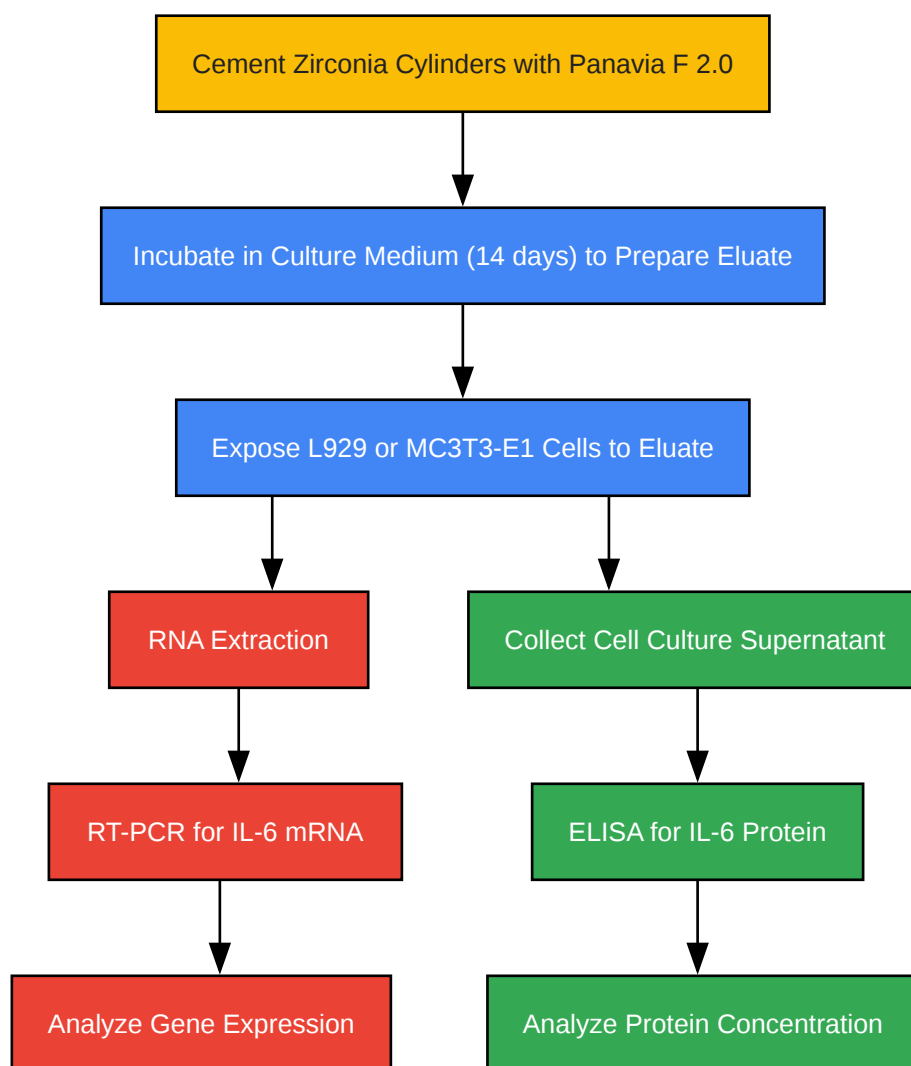 Cement Zirconia Cylinders with Panavia F 2.0
Incubate in Culture Medium (14 days) to Prepare Eluate
Expose L929 or MC3T3-E1 Cells to Eluate
RNA Extraction
Collect Cell Culture Supernatant
RT-PCR for IL-6 mRNA
ELISA for IL-6 Protein
Analyze Gene Expression
Analyze Protein Concentration